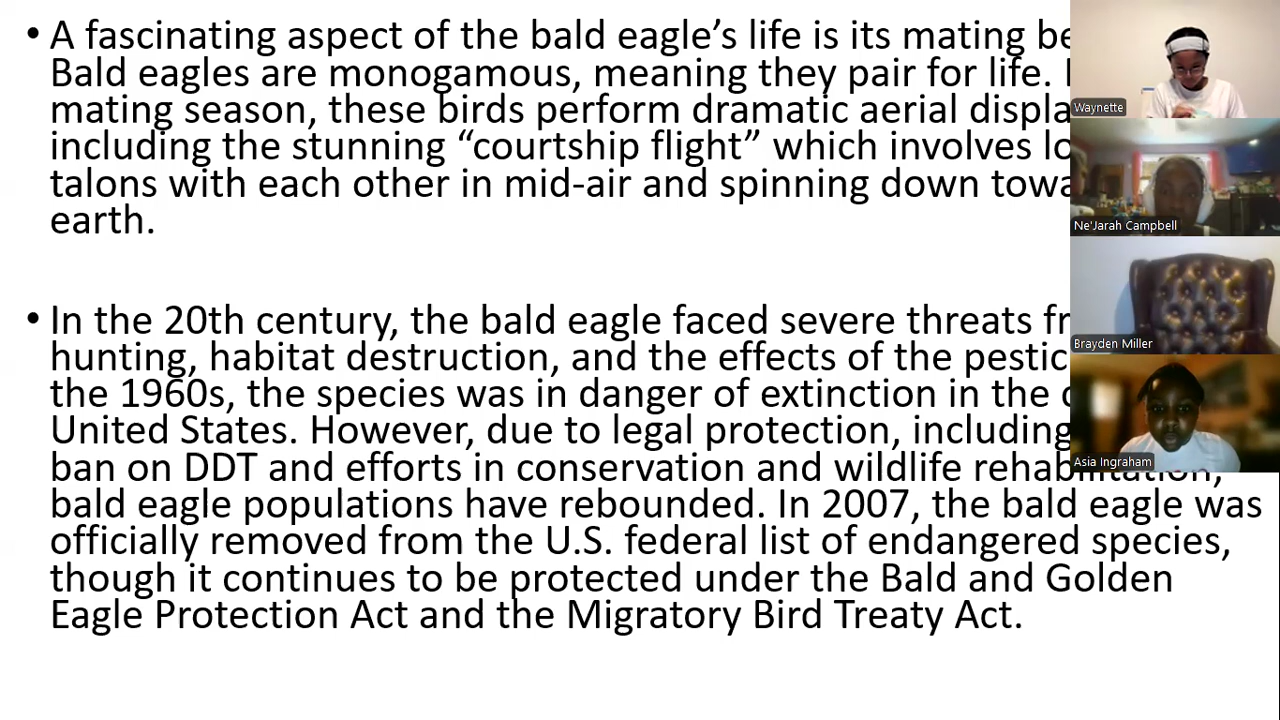 • A fascinating aspect of the bald eagle’s life is its mating
Bald eagles are monogamous, meaning they pair for life.
mating season, these birds perform dramatic aerial
including the stunning “courtship flight” which involves
talons with each other in mid-air and spinning down
earth.
• In the 20th century, the bald eagle faced severe threats
hunting, habitat destruction, and the effects of the
the 1960s, the species was in danger of extinction in the
United States. However, due to legal protection, including
ban on DDT and efforts in conservation and wildlife rehabilitation,
bald eagle populations have rebounded. In 2007, the bald eagle was
officially removed from the U.S. federal list of endangered species,
though it continues to be protected under the Bald and Golden
Eagle Protection Act and the Migratory Bird Treaty Act.
Waynette
Ne'Jarah Campbell
Brayden Miller
Asia Ingraham